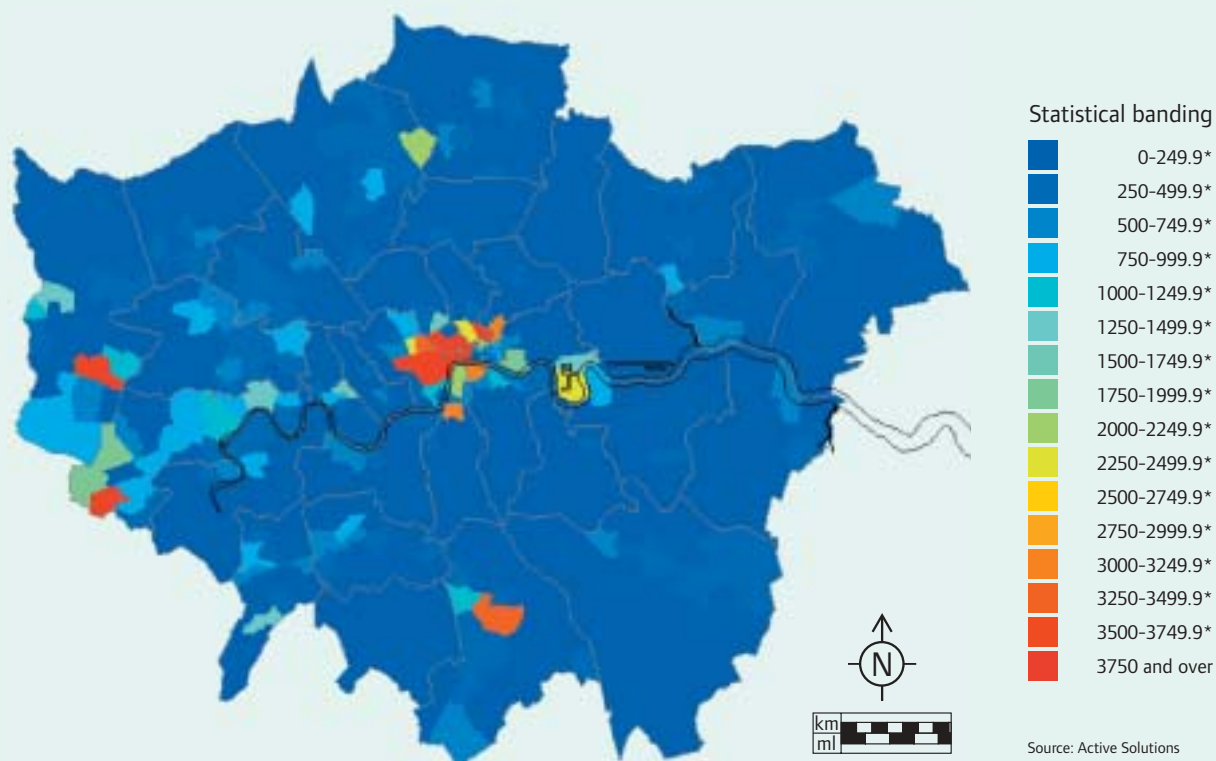 Statistical banding
0-249.9*
250-499.9*
500-749.9*
750-999.9*
1000-1249.9*
1250-1499.9*
1500-1749.9*
1750-1999.9*
2000-2249.9*
2250-2499.9*
2500-2749.9*
2750-2999.9*
3000-3249.9*
3250-3499.9*
3500-3749.9*
3750 and over
N
km
ml
Source: Active Solutions